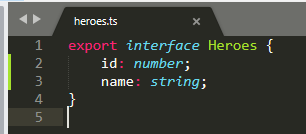 heroes.ts
1 export interface Heroes {
2     id: number;
3     name: string;
4 }
5